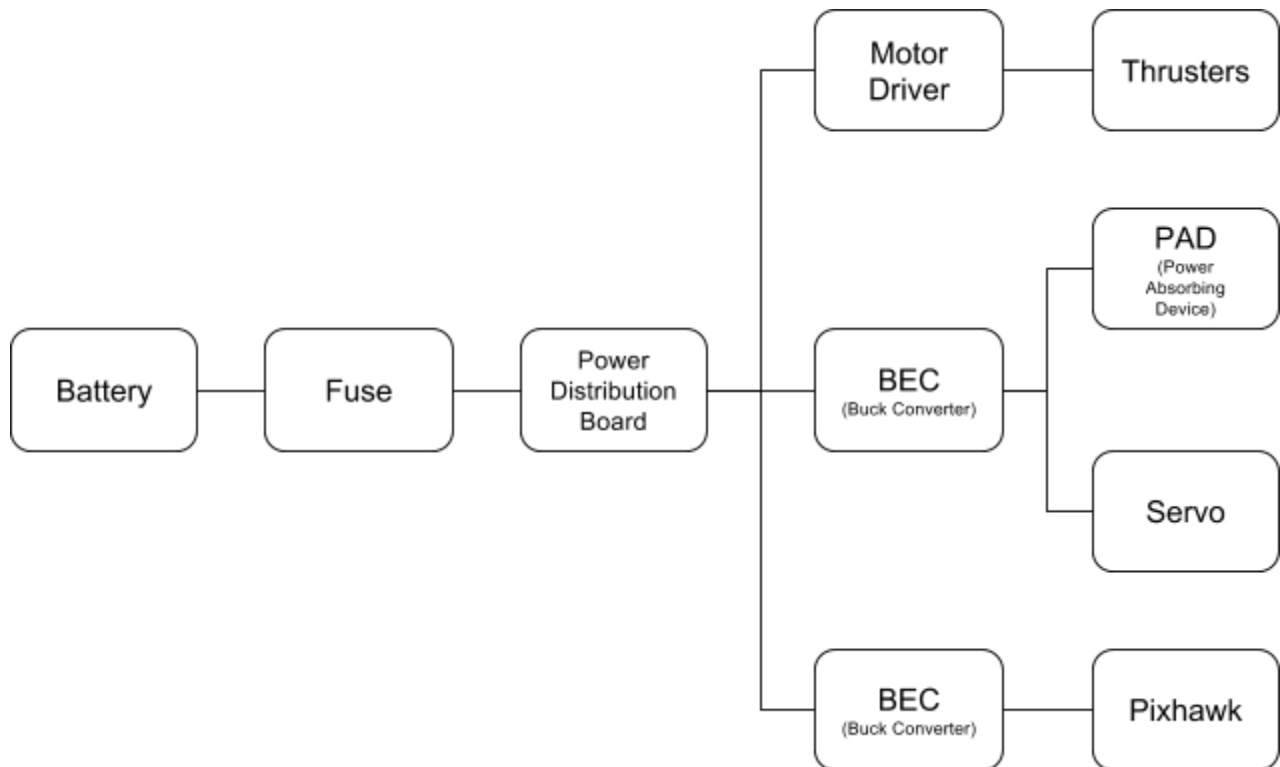 Motor
Driver
Thrusters
PAD
(Power
Absorbing
Device)
Battery
Fuse
Power
Distribution
Board
BEC
(Buck Converter)
Servo
BEC
(Buck Converter)
Pixhawk